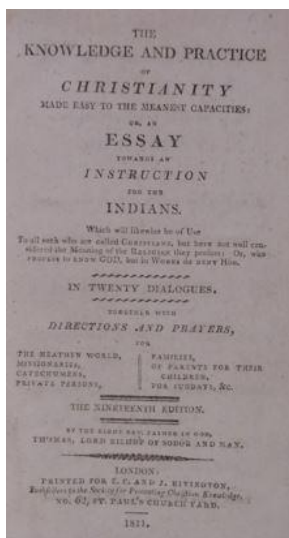 THE
KNOWLEDGE AND PRACTICE
OF
CHRISTIANITY
MADE EASY TO THE MEANEST CAPACITIES:
OR, AN
ESSAY
TOWARDS AN
INSTRUCTION
FOR THE
INDIANS.
Which will likewise be of Use
To all such who are called CHRISTIANS, but have not well con-
sidered the Meaning of the RELIGION they profess: Or, who
PROFESS to KNOW GOD, but in WORKS do DENY HIM.
IN TWENTY DIALOGUES,
TOGETHER WITH
DIRECTIONS AND PRAYERS,
FOR
THE HEATHEN WORLD,
MISSIONARIES,
CATECHUMENS,
PRIVATE PERSONS,
FAMILIES,
OF PARENTS FOR THEIR
CHILDREN,
FOR SUNDAYS, &c.
THE NINETEENTH EDITION.
BY THE RIGHT REV. FATHER IN GOD,
THOMAS, LORD BISHOP OF SODOR AND MAN.
LONDON:
PRINTED FOR F. C. AND J. RIVINGTON,
Booksellers to the Society for Promoting Christian Knowledge,
NO. 62, ST. PAUL'S CHURCH YARD.